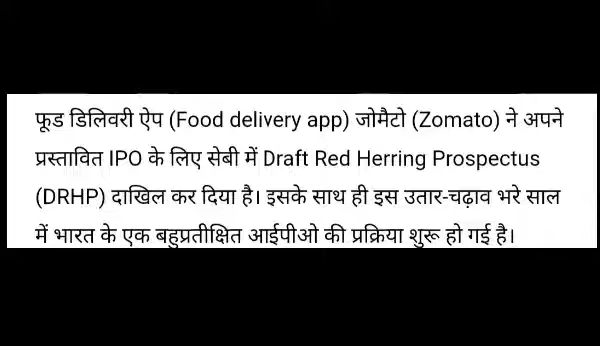 फूड डिलिवरी ऐप (Food delivery app) जोमैटो (Zomato) ने अपने
प्रस्तावित IPO के लिए सेबी में Draft Red Herring Prospectus
(DRHP) दाखिल कर दिया है। इसके साथ ही इस उतार-चढ़ाव भरे साल
में भारत के एक बहुप्रतीक्षित आईपीओ की प्रक्रिया शुरू हो गई है।